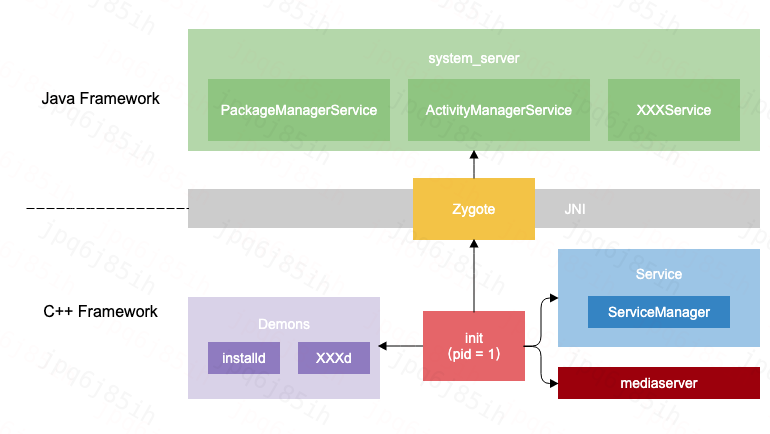 system_server
Java Framework
PackageManagerService
ActivityManagerService
XXXService
Zygote
JNI
C++ Framework
Service
ServiceManager
Demons
installd
XXXd
init
(pid = 1)
mediaserver
jpq6j85ih